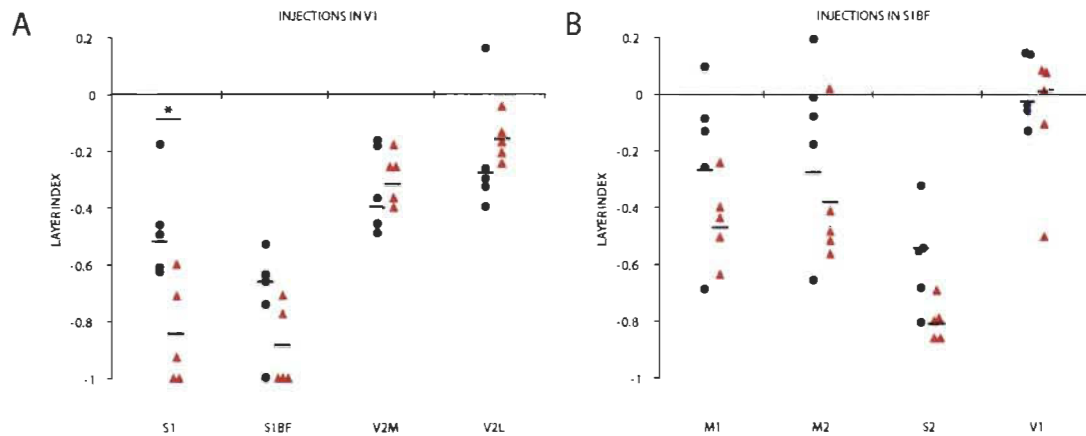 A
INJECTIONS IN V1
0.2
0
-0.2
-0.4
-0.6
-0.8
-1
LAYER INDEX
*
S1
S1BF
V2M
V2L
B
INJECTIONS IN S1BF
0.2
0
-0.2
-0.4
-0.6
-0.8
-1
LAYER INDEX
M1
M2
S2
V1